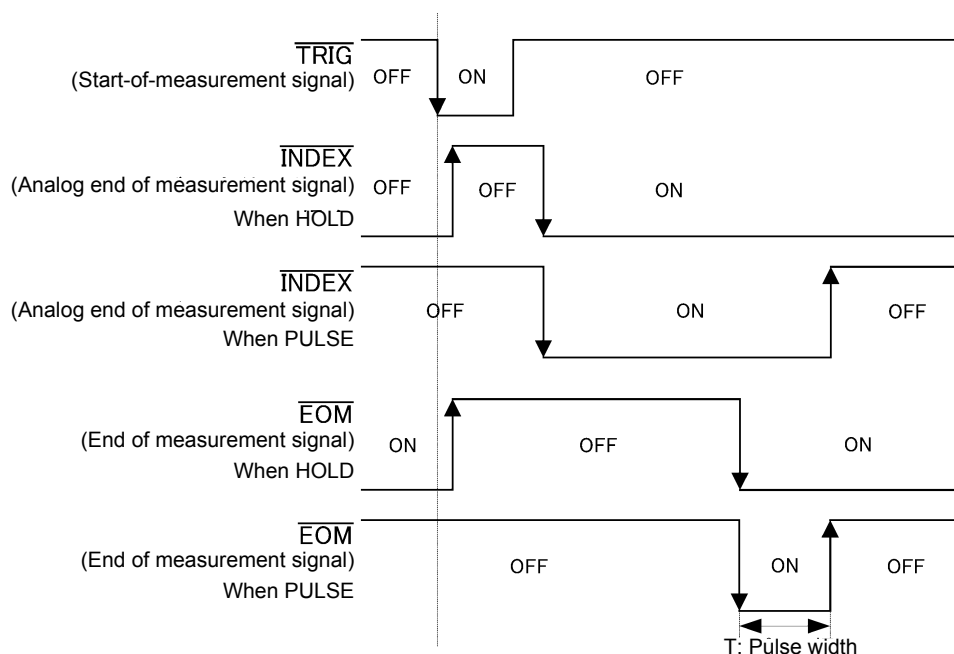 TRIG
(Start-of-measurement signal)
OFF
ON
OFF
INDEX
(Analog end of measurement signal)
When HOLD
OFF
OFF
ON
INDEX
(Analog end of measurement signal)
When PULSE
OFF
ON
OFF
EOM
(End of measurement signal)
When HOLD
ON
OFF
ON
EOM
(End of measurement signal)
When PULSE
OFF
ON
OFF
T: Pulse width